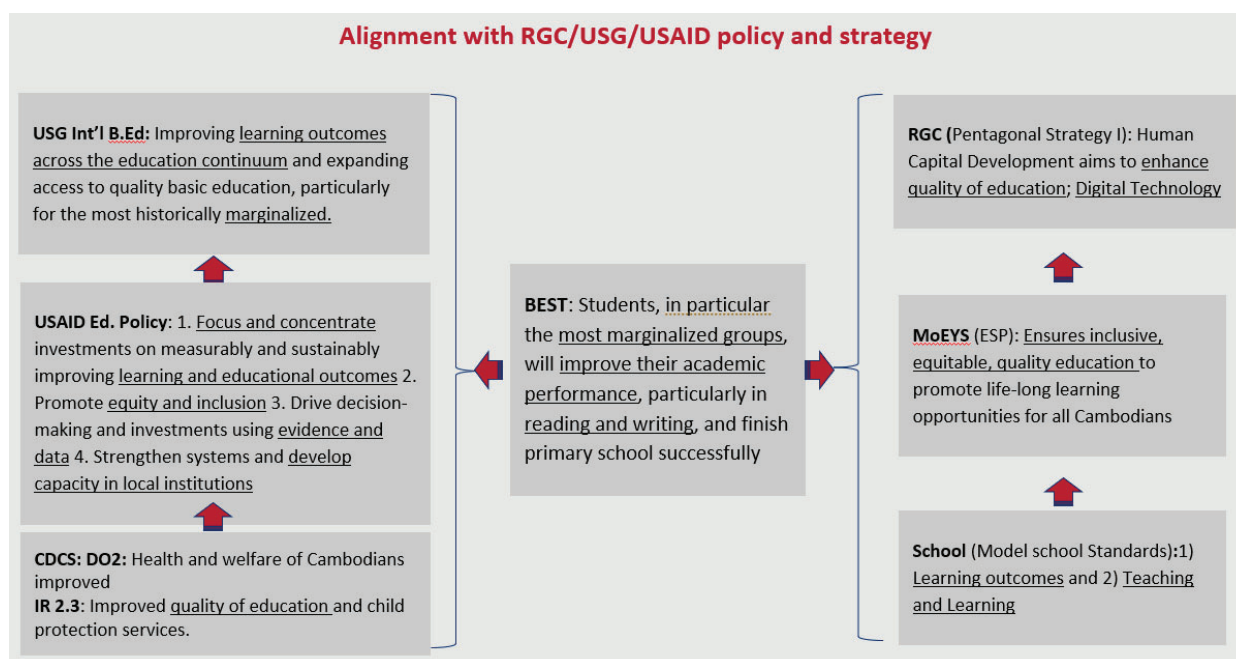 Alignment with RGC/USG/USAID policy and strategy
USG Int'l B.Ed: Improving learning outcomes
across the education continuum and expanding
access to quality basic education, particularly
for the most historically marginalized.
USAID Ed. Policy: 1. Focus and concentrate
investments on measurably and sustainably
improving learning and educational outcomes 2.
Promote equity and inclusion 3. Drive decision-
making and investments using evidence and
data 4. Strengthen systems and develop
capacity in local institutions
CDCS: DO2: Health and welfare of Cambodians
improved
IR 2.3: Improved quality of education and child
protection services.
BEST: Students, in particular
the most marginalized groups,
will improve their academic
performance, particularly in
reading and writing, and finish
primary school successfully
RGC (Pentagonal Strategy I): Human
Capital Development aims to enhance
quality of education; Digital Technology
MoEYS (ESP): Ensures inclusive,
equitable, quality education to
promote life-long learning
opportunities for all Cambodians
School (Model school Standards):1)
Learning outcomes and 2) Teaching
and Learning